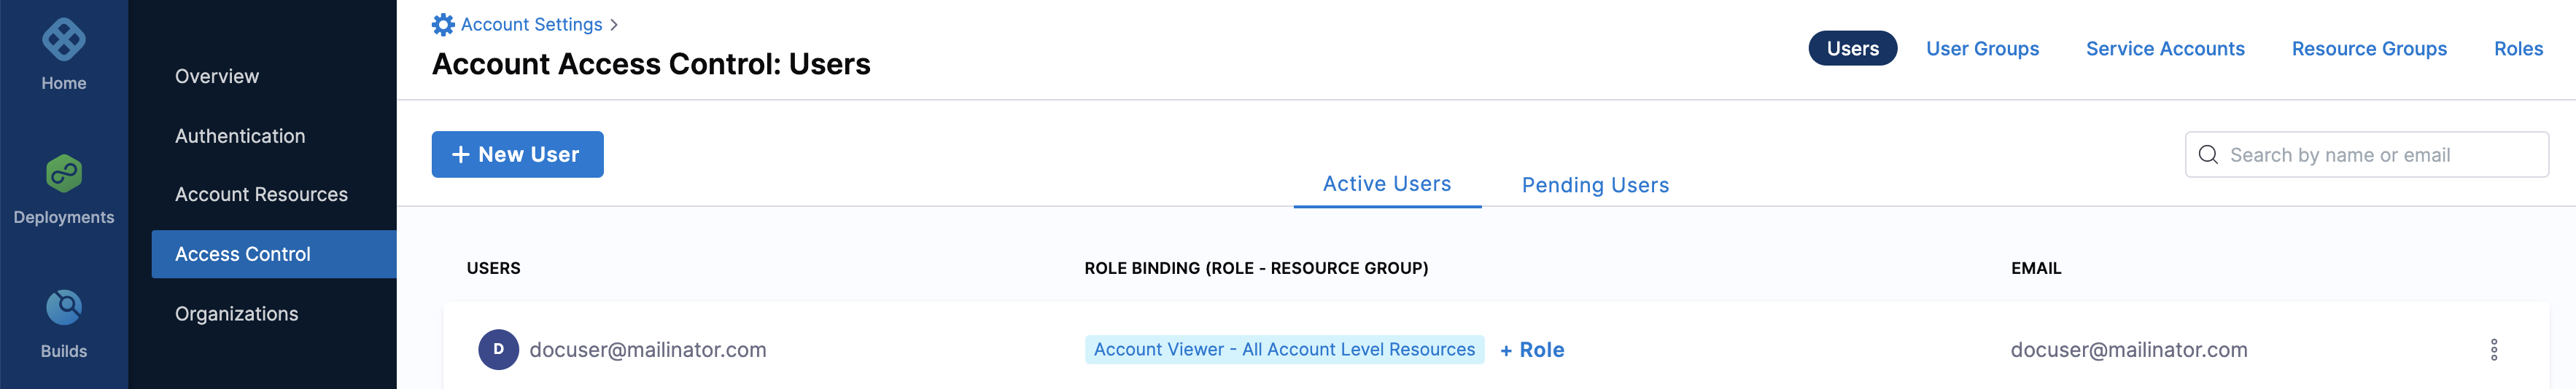 Home
Deployments
Builds
Overview
Authentication
Account Resources
Access Control
Organizations
Account Settings >
Account Access Control: Users
Users User Groups Service Accounts Resource Groups Roles
+ New User
Search by name or email
Active Users Pending Users
USERS ROLE BINDING (ROLE - RESOURCE GROUP) EMAIL
D docuser@mailinator.com Account Viewer - All Account Level Resources + Role docuser@mailinator.com